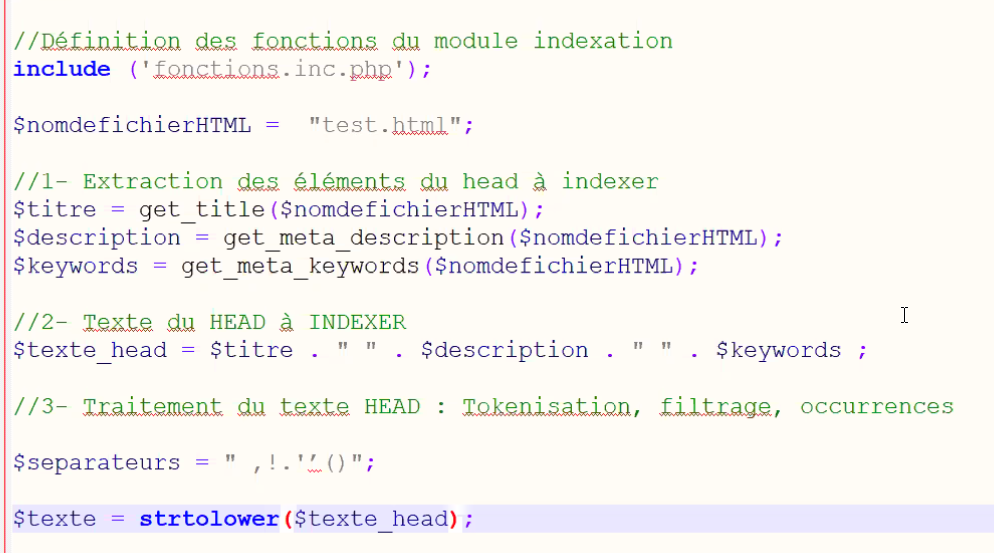 //Définition des fonctions du module indexation
include ('fonctions.inc.php');
$nomdefichierHTML =  "test.html";
//1- Extraction des éléments du head à indexer
$titre = get_title($nomdefichierHTML);
$description = get_meta_description($nomdefichierHTML);
$keywords = get_meta_keywords($nomdefichierHTML);
//2- Texte du HEAD à INDEXER
$texte_head = $titre . " " . $description . " " . $keywords ;
//3- Traitement du texte HEAD : Tokenisation, filtrage, occurrences
$separateurs = " ,!.'’()";
$texte = strtolower($texte_head);